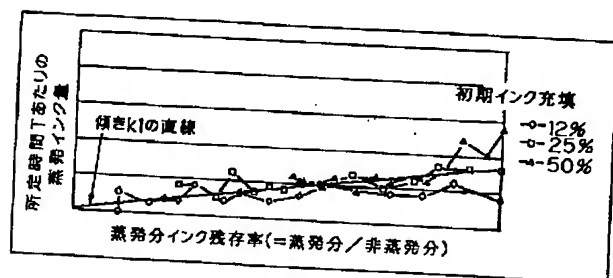 所定時間Tあたりの
蒸発インク量
傾きk1の直線
初期インク充填
12%
25%
50%
蒸発分インク残存率(=蒸発分/非蒸発分)